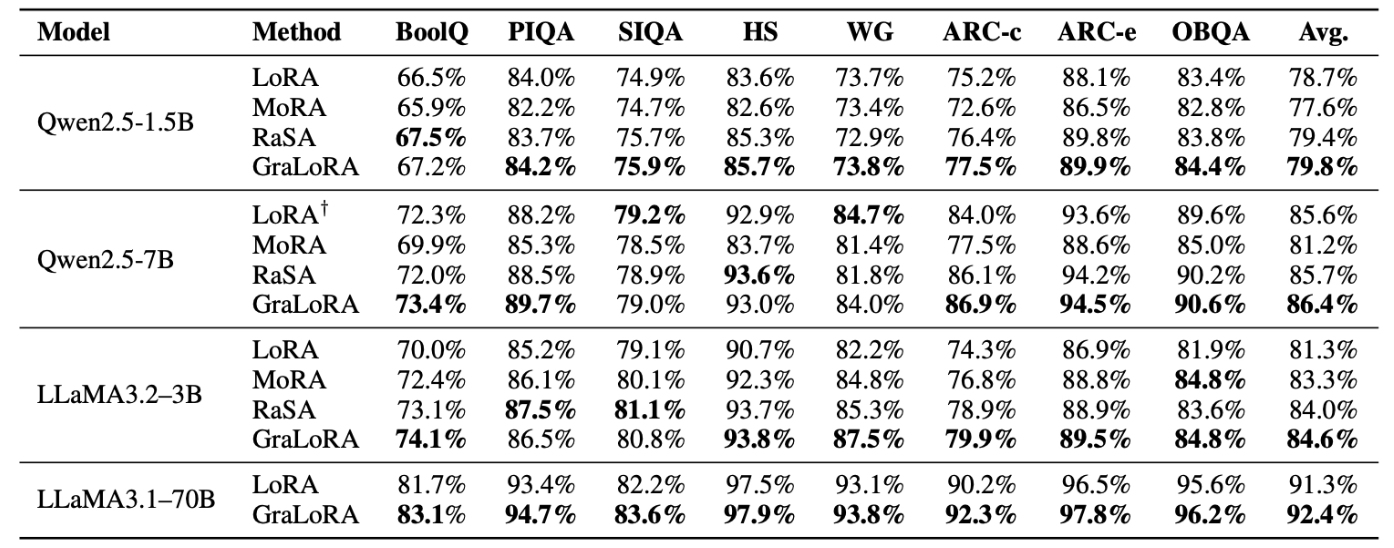 Model Method BoolQ PIQA SIQA HS WG ARC-c ARC-e OBQA Avg.
LoRA 66.5% 84.0% 74.9% 83.6% 73.7% 75.2% 88.1% 83.4% 78.7%
MoRA 65.9% 82.2% 74.7% 82.6% 73.4% 72.6% 86.5% 82.8% 77.6%
Qwen2.5-1.5B
RaSA 67.5% 83.7% 75.7% 85.3% 72.9% 76.4% 89.8% 83.8% 79.4%
GraLoRA 67.2% 84.2% 75.9% 85.7% 73.8% 77.5% 89.9% 84.4% 79.8%
LoRA† 72.3% 88.2% 79.2% 92.9% 84.7% 84.0% 93.6% 89.6% 85.6%
MoRA 69.9% 85.3% 78.5% 83.7% 81.4% 77.5% 88.6% 85.0% 81.2%
Qwen2.5-7B
RaSA 72.0% 88.5% 78.9% 93.6% 81.8% 86.1% 94.2% 90.2% 85.7%
GraLoRA 73.4% 89.7% 79.0% 93.0% 84.0% 86.9% 94.5% 90.6% 86.4%
LoRA 70.0% 85.2% 79.1% 90.7% 82.2% 74.3% 86.9% 81.9% 81.3%
MoRA 72.4% 86.1% 80.1% 92.3% 84.8% 76.8% 88.8% 84.8% 83.3%
LLaMA3.2–3B
RaSA 73.1% 87.5% 81.1% 93.7% 85.3% 78.9% 88.9% 83.6% 84.0%
GraLoRA 74.1% 86.5% 80.8% 93.8% 87.5% 79.9% 89.5% 84.8% 84.6%
LoRA 81.7% 93.4% 82.2% 97.5% 93.1% 90.2% 96.5% 95.6% 91.3%
LLaMA3.1–70B
GraLoRA 83.1% 94.7% 83.6% 97.9% 93.8% 92.3% 97.8% 96.2% 92.4%